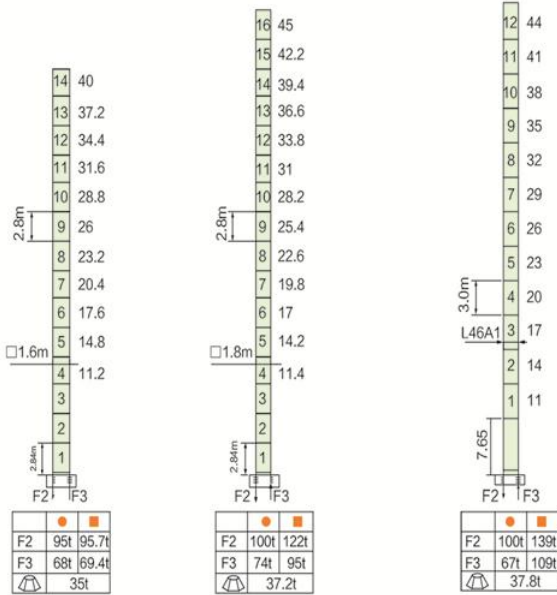 14 40
13 37.2
12 34.4
11 31.6
10 28.8
2.8m
9 26
8 23.2
7 20.4
6 17.6
5 14.8
□1.6m
4 11.2
3
2
2.84m
1
F2 F3
F2 95t 95.7t
F3 68t 69.4t
35t
16 45
15 42.2
14 39.4
13 36.6
12 33.8
11 31
10 28.2
2.8m
9 25.4
8 22.6
7 19.8
6 17
5 14.2
□1.8m
4 11.4
3
2
2.84m
1
F2 F3
F2 100t 122t
F3 74t 95t
37.2t
12 44
11 41
10 38
9 35
8 32
7 29
6 26
5 23
3.0m
4 20
L46A1
3 17
2 14
1 11
7.65
F2 F3
F2 100t 139t
F3 67t 109t
37.8t